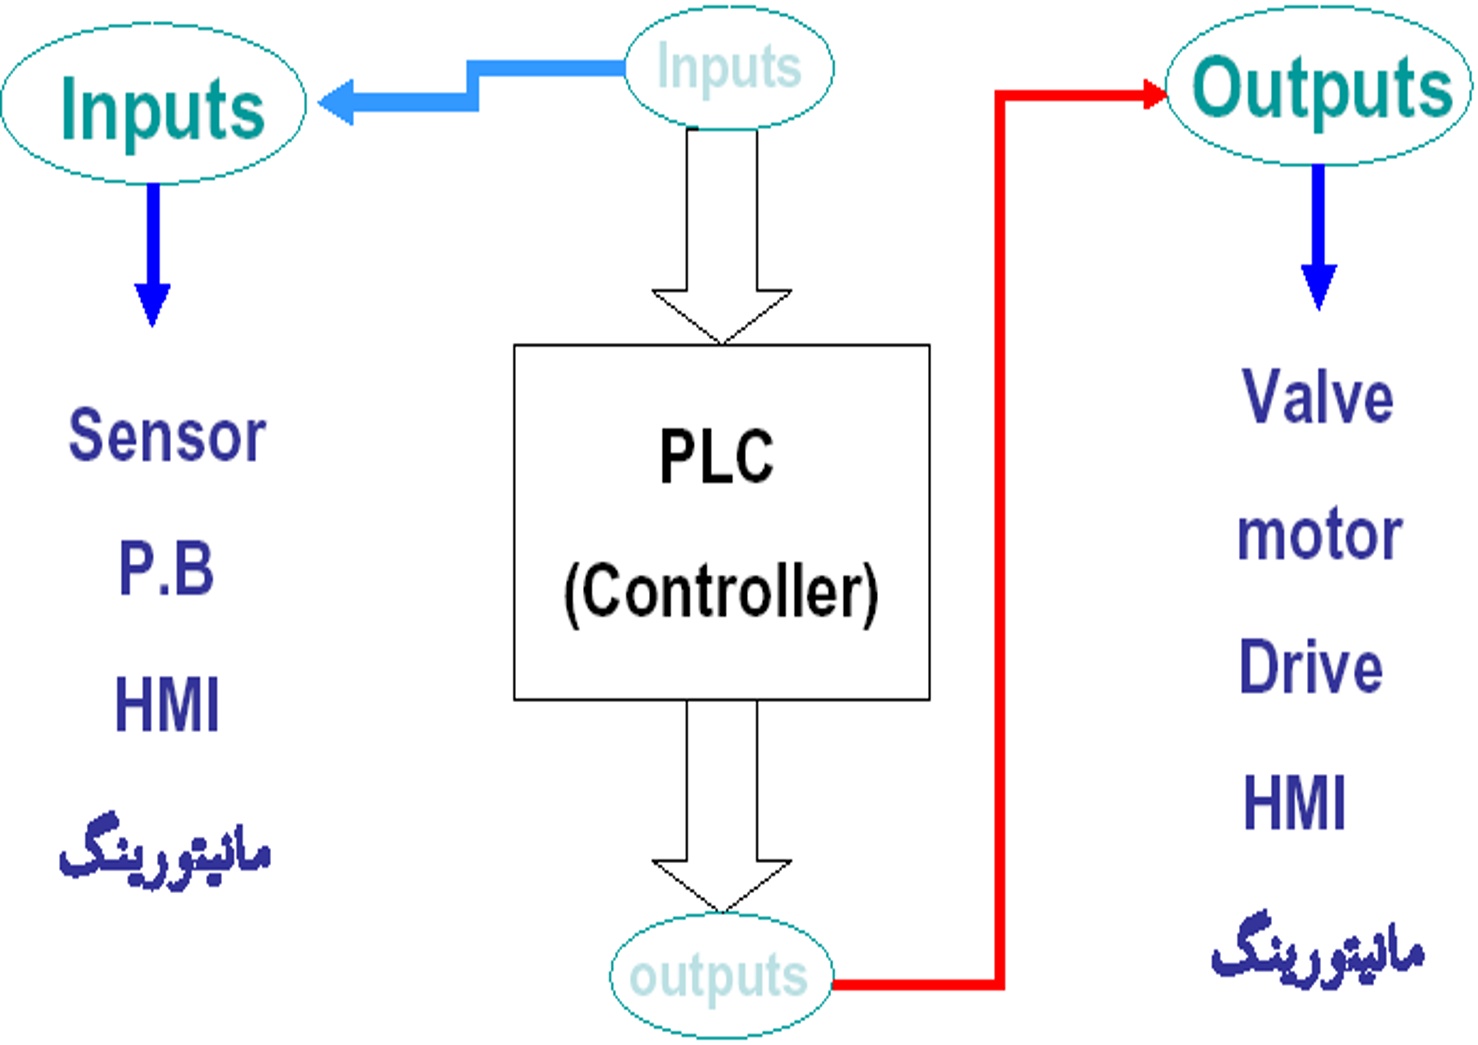 Inputs
Inputs
Outputs
Sensor
P.B
HMI
مانیتورینگ
PLC
(Controller)
outputs
Valve
motor
Drive
HMI
مانیتورینگ